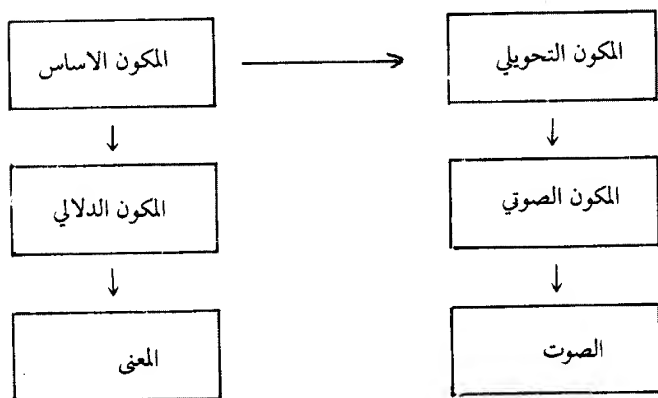 المكون الاساس
المكون التحويلي
المكون الدلالي
المكون الصوتي
المعنى
الصوت